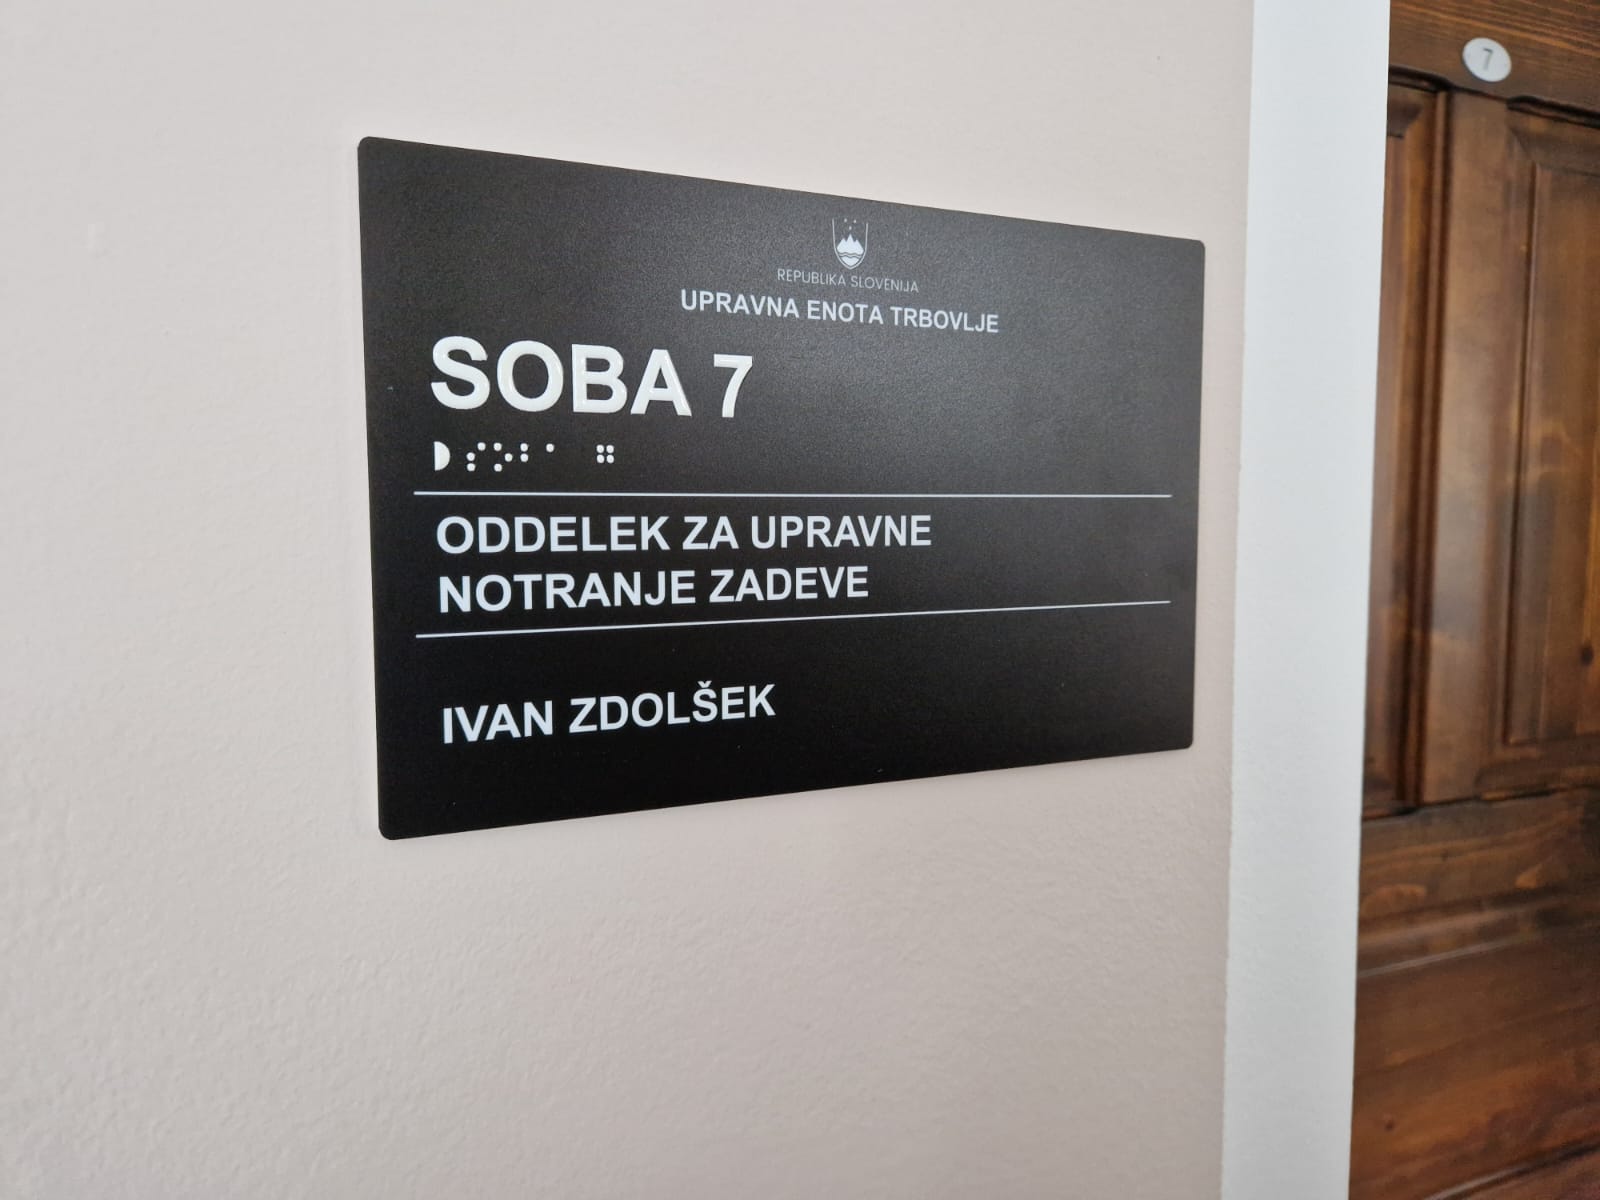 REPUBLIKA SLOVENIJA
UPRAVNA ENOTA TRBOVLJE
SOBA 7
⠎⠕⠃⠁ ⠛
ODDELEK ZA UPRAVNE
NOTRANJE ZADEVE
IVAN ZDOLŠEK
7